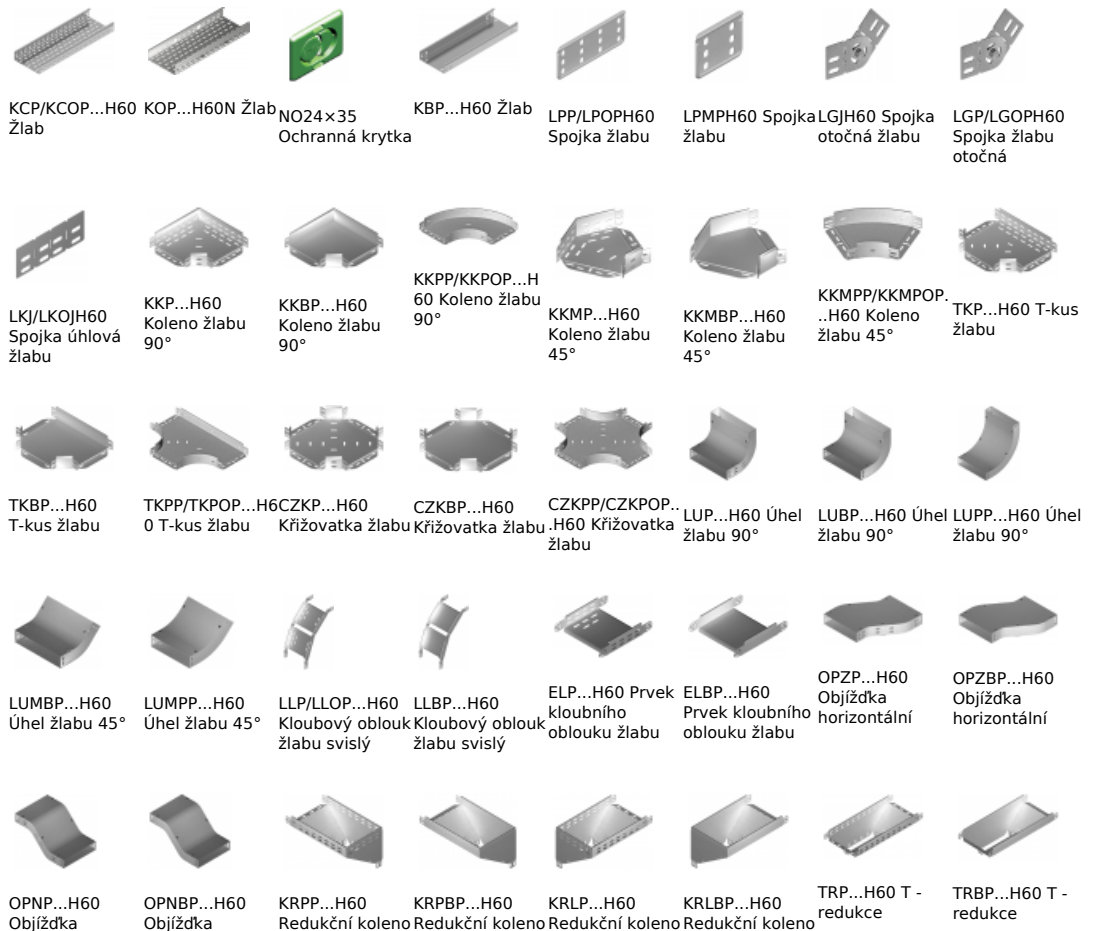 KCP/KCOP...H60
Žlab
KOP...H60N Žlab
NO24×35
Ochranná krytka
KBP...H60 Žlab
LPP/LPOPH60
Spojka žlabu
LPMPH60 Spojka
žlabu
LGJH60 Spojka
otočná žlabu
LGP/LGOPH60
Spojka žlabu
otočná
LKJ/LKOJH60
Spojka úhlová
žlabu
KKP...H60
Koleno žlabu
90°
KKBP...H60
Koleno žlabu
90°
KKPP/KKPOP...H
60 Koleno žlabu
90°
KKMP...H60
Koleno žlabu
45°
KKMBP...H60
Koleno žlabu
45°
KKMPP/KKMPOP.
..H60 Koleno
žlabu 45°
TKP...H60 T-kus
žlabu
TKBP...H60
T-kus žlabu
TKPP/TKPOP...H6
0 T-kus žlabu
CZKP...H60
Křižovatka žlabu
CZKBP...H60
Křižovatka žlabu
CZKPP/CZKPOP..
.H60 Křižovatka
žlabu
LUP...H60 Úhel
žlabu 90°
LUBP...H60 Úhel
žlabu 90°
LUPP...H60 Úhel
žlabu 90°
LUMBP...H60
Úhel žlabu 45°
LUMPP...H60
Úhel žlabu 45°
LLP/LLOP...H60
Kloubový oblouk
žlabu svislý
LLBP...H60
Kloubový oblouk
žlabu svislý
ELP...H60 Prvek
kloubního
oblouku žlabu
ELBP...H60
Prvek kloubního
oblouku žlabu
OPZP...H60
Objížďka
horizontální
OPZBP...H60
Objížďka
horizontální
OPNP...H60
Objížďka
OPNBP...H60
Objížďka
KRPP...H60
Redukční koleno
KRPBP...H60
Redukční koleno
KRLP...H60
Redukční koleno
KRLBP...H60
Redukční koleno
TRP...H60 T -
redukce
TRBP...H60 T -
redukce